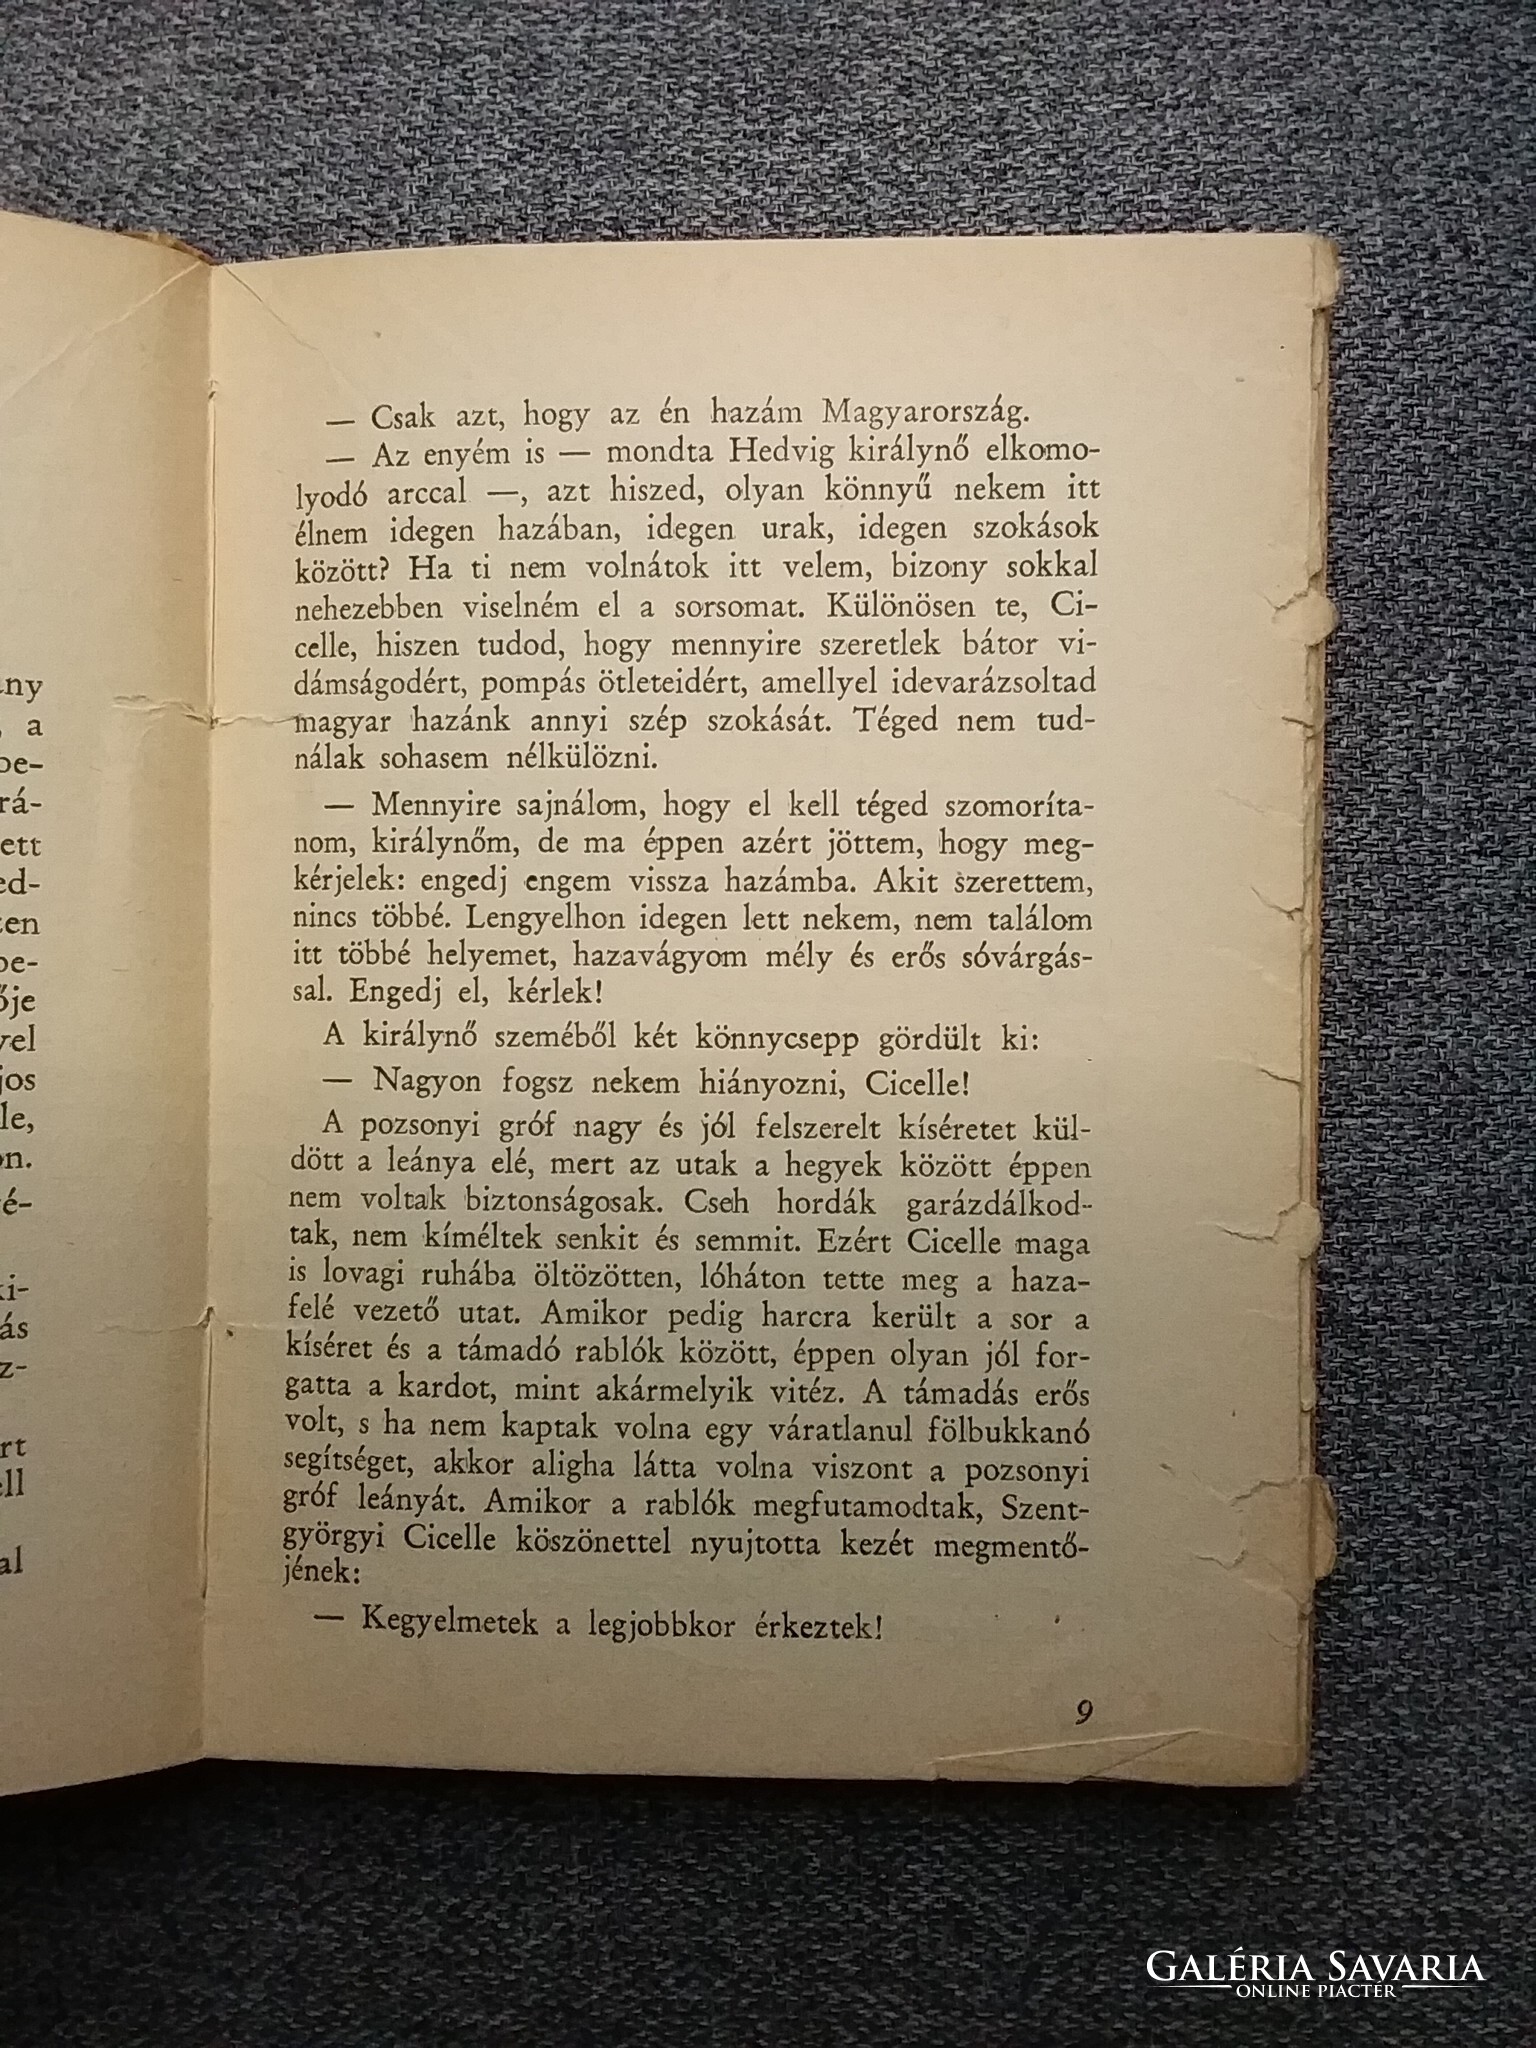 — Csak azt, hogy az én hazám Magyarország.
— Az enyém is — mondta Hedvig királynő elkomo-
lyodó arccal —, azt hiszed, olyan könnyű nekem itt
élnem idegen hazában, idegen urak, idegen szokások
között? Ha ti nem volnátok itt velem, bizony sokkal
nehezebben viselném el a sorsomat. Különösen te, Ci-
celle, hiszen tudod, hogy mennyire szeretlek bátor vi-
dámságodért, pompás ötleteidért, amellyel idevarázsoltad
magyar hazánk annyi szép szokását. Téged nem tud-
nálak sohasem nélkülözni.
— Mennyire sajnálom, hogy el kell téged szomoríta-
nom, királynőm, de ma éppen azért jöttem, hogy meg-
kérjelek: engedj engem vissza hazámba. Akit szerettem,
nincs többé. Lengyelhon idegen lett nekem, nem találom
itt többé helyemet, hazavágyom mély és erős sóvárgás-
sal. Engedj el, kérlek!
A királynő szeméből két könnycsepp gördült ki:
— Nagyon fogsz nekem hiányozni, Cicelle!
A pozsonyi gróf nagy és jól felszerelt kíséretet kül-
dött a leánya elé, mert az utak a hegyek között éppen
nem voltak biztonságosak. Cseh hordák garázdálkod-
tak, nem kíméltek senkit és semmit. Ezért Cicelle maga
is lovagi ruhába öltözötten, lóháton tette meg a haza-
felé vezető utat. Amikor pedig harcra került a sor a
kíséret és a támadó rablók között, éppen olyan jól for-
gatta a kardot, mint akármelyik vitéz. A támadás erős
volt, s ha nem kaptak volna egy váratlanul fölbukkanó
segítséget, akkor aligha látta volna viszont a pozsonyi
gróf leányát. Amikor a rablók megfutamodtak, Szent-
györgyi Cicelle köszönettel nyujtotta kezét megmentő-
jének:
— Kegyelmetek a legjobbkor érkeztek!
9
GALÉRIA SAVARIA
ONLINE PIACTÉR